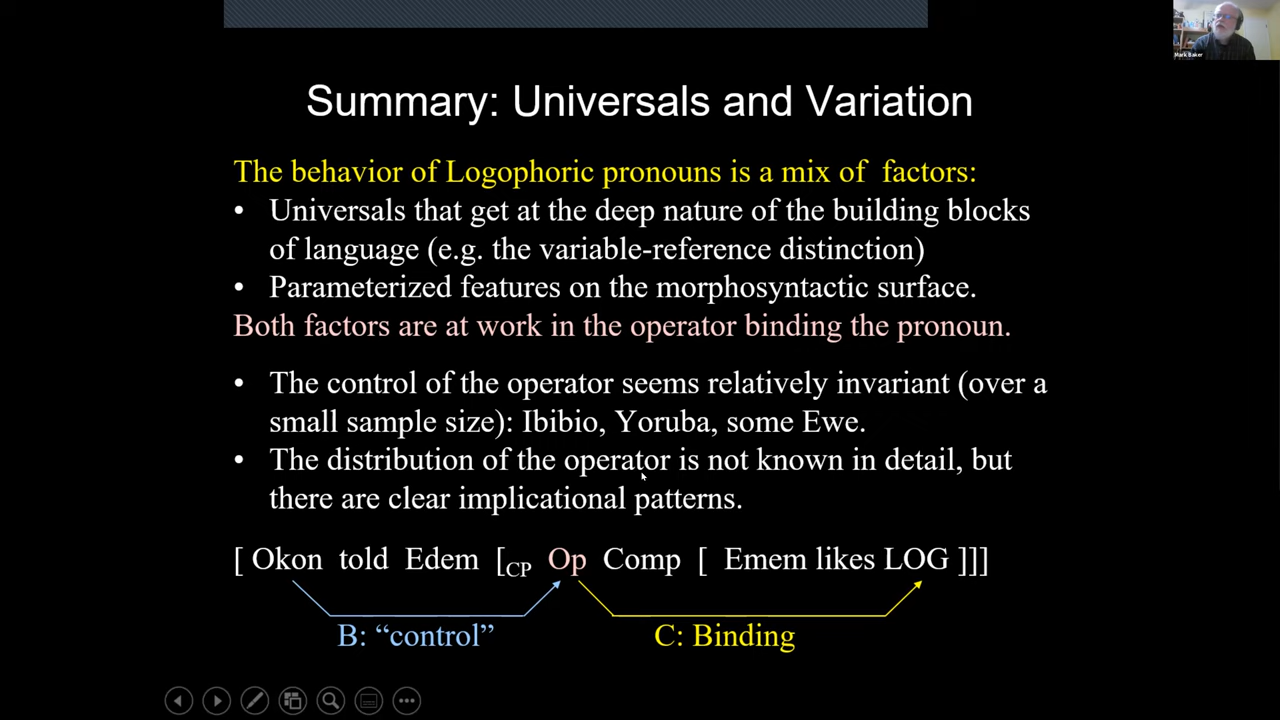 Mark Baker
Summary: Universals and Variation
The behavior of Logophoric pronouns is a mix of factors:
• Universals that get at the deep nature of the building blocks
of language (e.g. the variable-reference distinction)
• Parameterized features on the morphosyntactic surface.
Both factors are at work in the operator binding the pronoun.
• The control of the operator seems relatively invariant (over a
small sample size): Ibibio, Yoruba, some Ewe.
• The distribution of the operator is not known in detail, but
there are clear implicational patterns.
[ Okon told Edem [CP Op Comp [ Emem likes LOG ]]]
B: “control” C: Binding